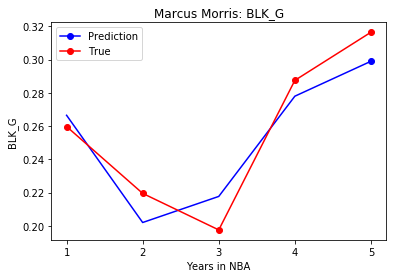 Marcus Morris: BLK_G
Prediction
True
BLK_G
0.32
0.30
0.28
0.26
0.24
0.22
0.20
1 2 3 4 5
Years in NBA